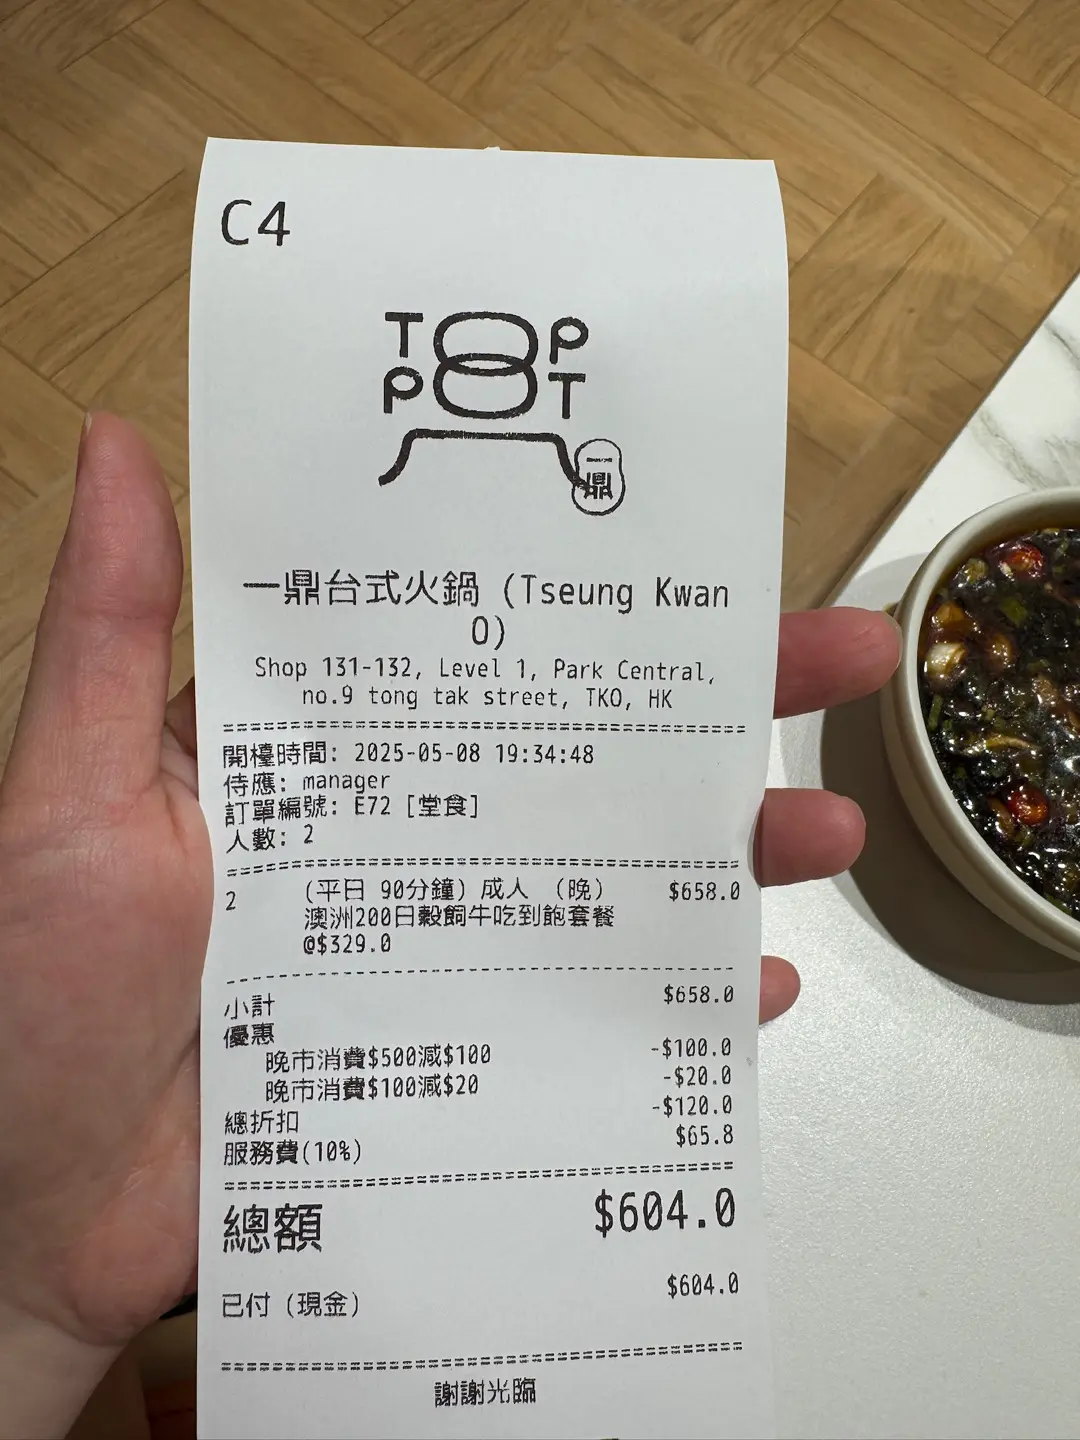 C4
TOP
POT
一鼎
一鼎台式火鍋 (Tseung Kwan
O)
Shop 131-132, Level 1, Park Central,
no.9 tong tak street, TKO, HK
開檯時間: 2025-05-08 19:34:48
侍應: manager
訂單編號: E72 [堂食]
人數: 2
2 (平日 90分鐘) 成人 （晚） $658.0
澳洲200日穀飼牛吃到飽套餐
@$329.0
小計 $658.0
優惠
晚市消費$500減$100 -$100.0
晚市消費$100減$20 -$20.0
總折扣 -$120.0
服務費(10%) $65.8
總額 $604.0
已付 (現金) $604.0
謝謝光臨